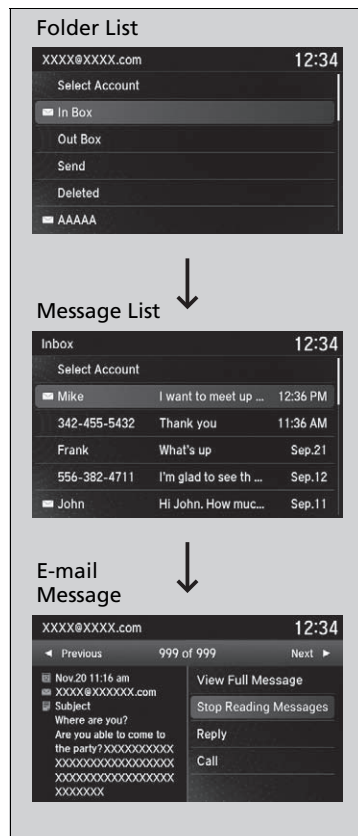 Folder List
XXXX@XXXX.com 12:34
Select Account
In Box
Out Box
Send
Deleted
AAAAA
Message List
Inbox 12:34
Select Account
Mike I want to meet up ... 12:36 PM
342-455-5432 Thank you 11:36 AM
Frank What's up Sep.21
556-382-4711 I'm glad to see th ... Sep.12
John Hi John. How muc... Sep.11
E-mail
Message
XXXX@XXXX.com 12:34
◄ Previous 999 of 999 Next ►
Nov.20 11:16 am
XXXX@XXXXXX.com
Subject
Where are you?
Are you able to come to
the party?XXXXXXXXXX
XXXXXXXXXXXXXXXXXX
XXXXXXXXXXXXXXXXXX
XXXXXXX
View Full Message
Stop Reading Messages
Reply
Call